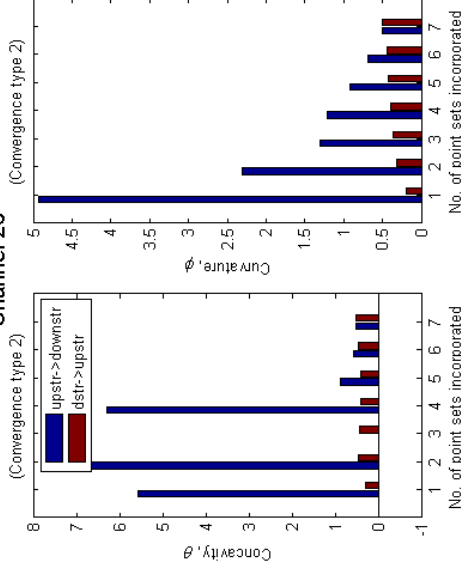 Channel 26
(Convergence type 2)
upstr->downstr
dstr->upstr
Concavity, θ
8
7
6
5
4
3
2
1
0
-1
1 2 3 4 5 6 7
No. of point sets incorporated
(Convergence type 2)
Curvature, φ
5
4.5
4
3.5
3
2.5
2
1.5
1
0.5
0
1 2 3 4 5 6 7
No. of point sets incorporated